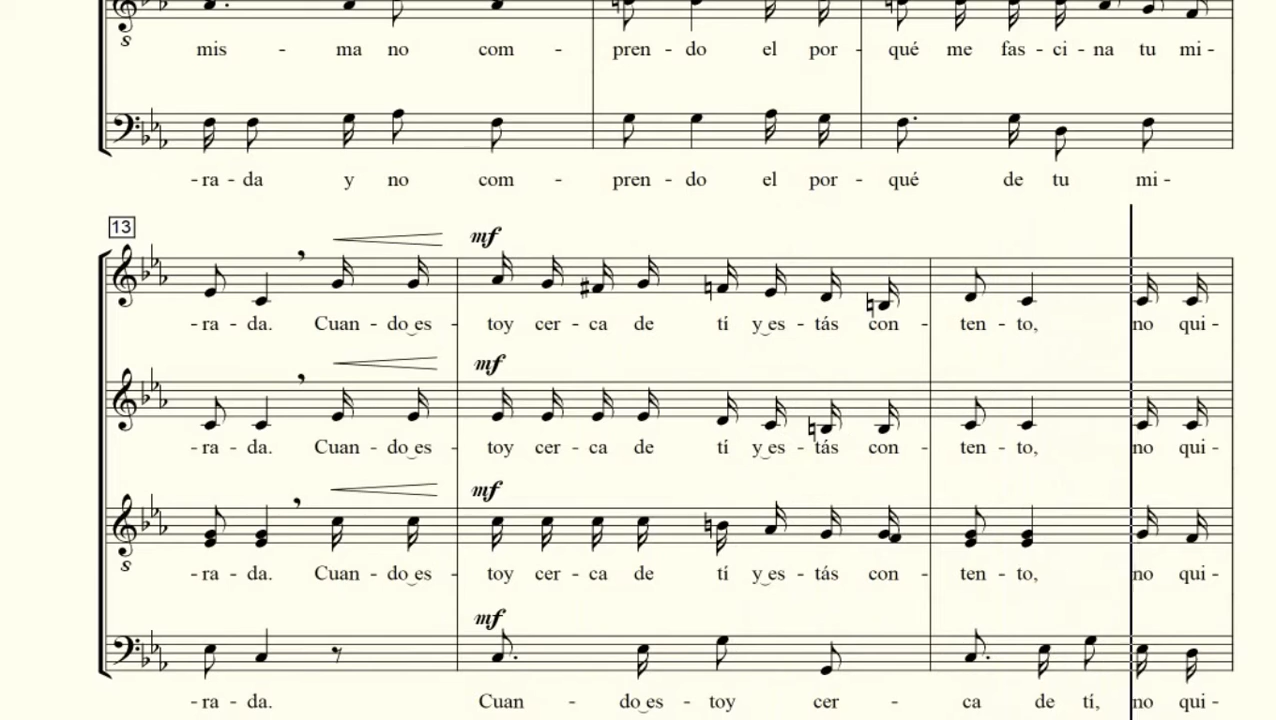 8
mis - ma no com - pren - do el por - qué me fas - ci - na tu mi -
- ra - da y no com - pren - do el por - qué de tu mi -
13
mf
- ra - da. Cuan - do es - toy cer - ca de tí y es - tás con - ten - to, no qui -
mf
- ra - da. Cuan - do es - toy cer - ca de tí y es - tás con - ten - to, no qui -
mf
8
- ra - da. Cuan - do es - toy cer - ca de tí y es - tás con - ten - to, no qui -
mf
- ra - da. Cuan - do es - toy cer - ca de tí, no qui -